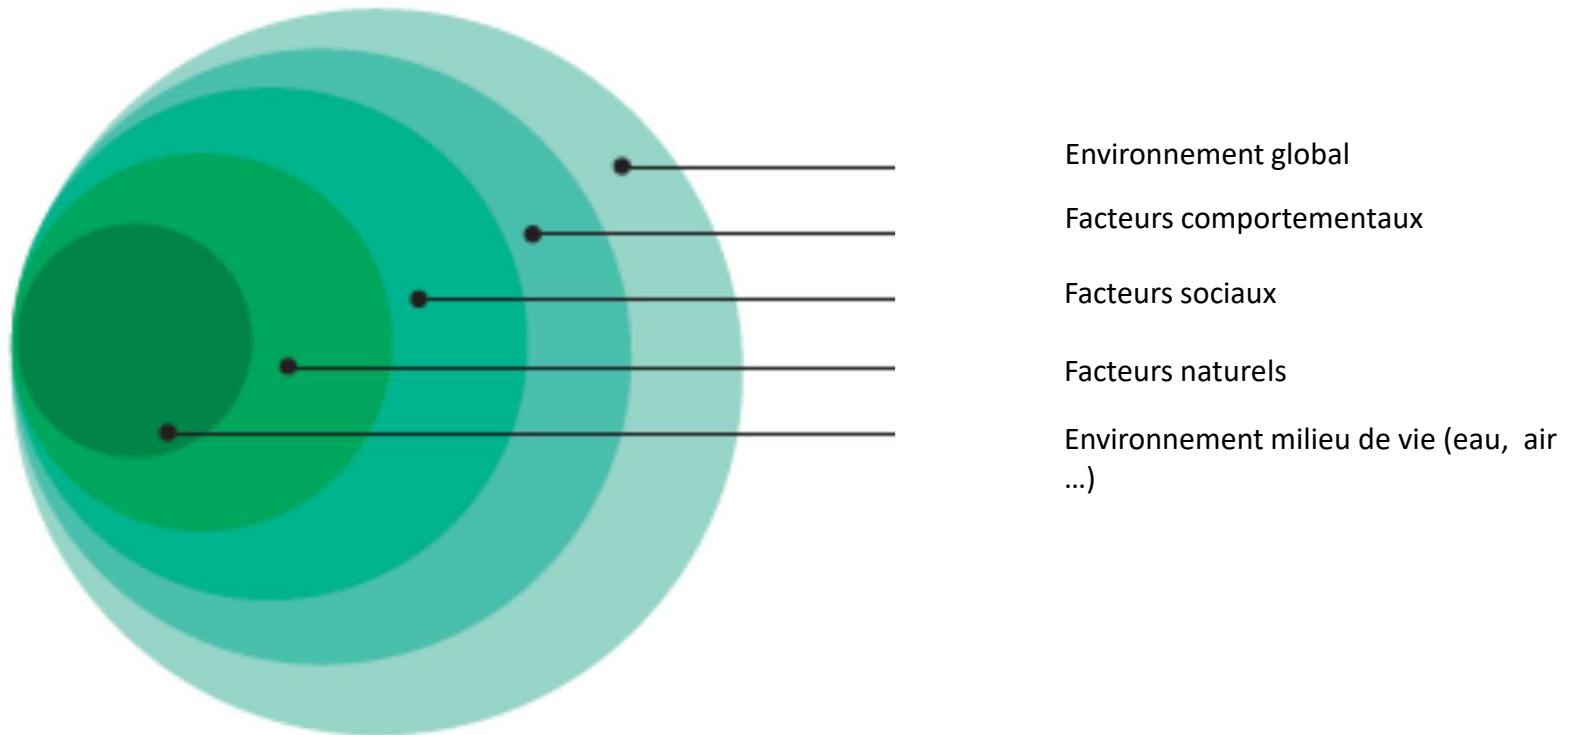 Environnement global
Facteurs comportementaux
Facteurs sociaux
Facteurs naturels
Environnement milieu de vie (eau,  air
…)